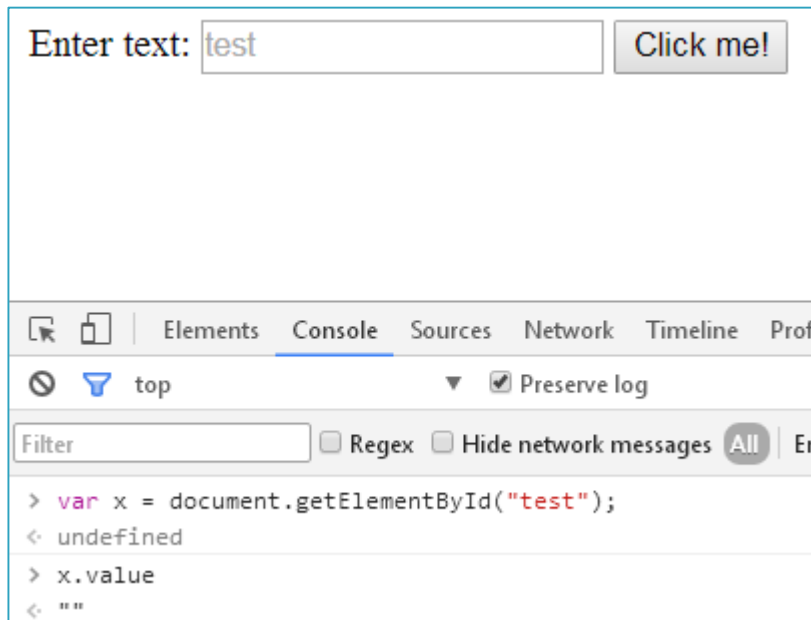 Enter text: test Click me!
Elements Console Sources Network Timeline
top Preserve log
Filter Regex Hide network messages All
> var x = document.getElementById("test");
undefined
> x.value
""